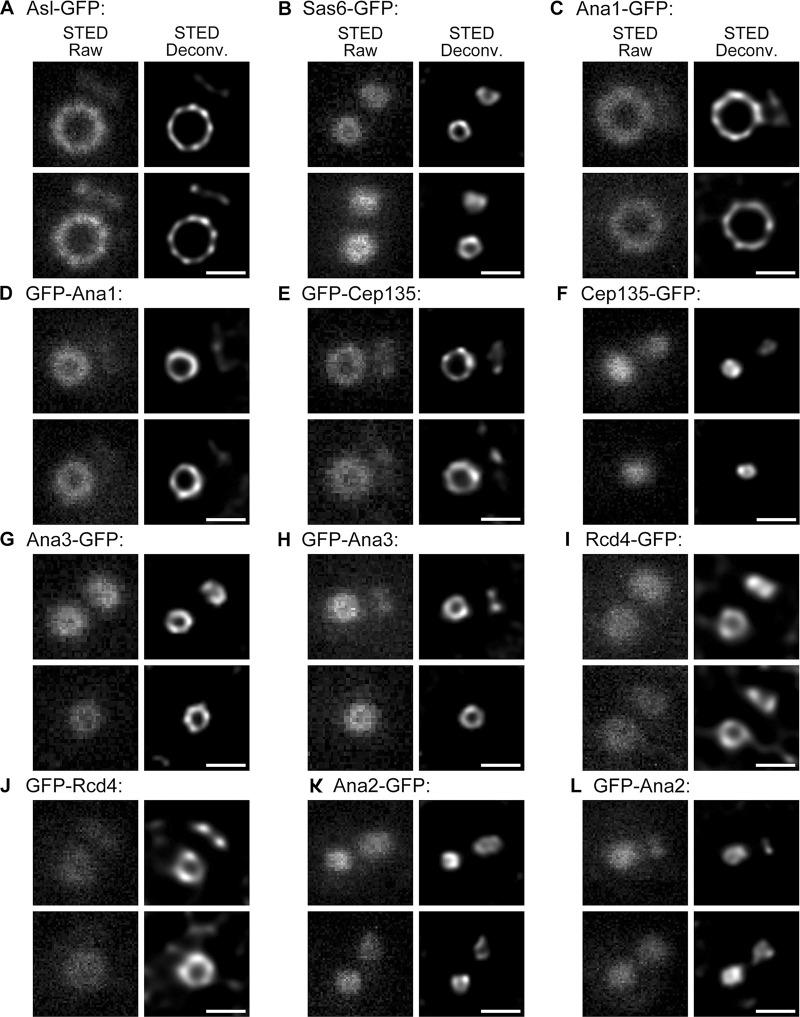 A Asl-GFP:
STED Raw
STED Deconv.
B Sas6-GFP:
STED Raw
STED Deconv.
C Ana1-GFP:
STED Raw
STED Deconv.
D GFP-Ana1:
E GFP-Cep135:
F Cep135-GFP:
G Ana3-GFP:
H GFP-Ana3:
I Rcd4-GFP:
J GFP-Rcd4:
K Ana2-GFP:
L GFP-Ana2: